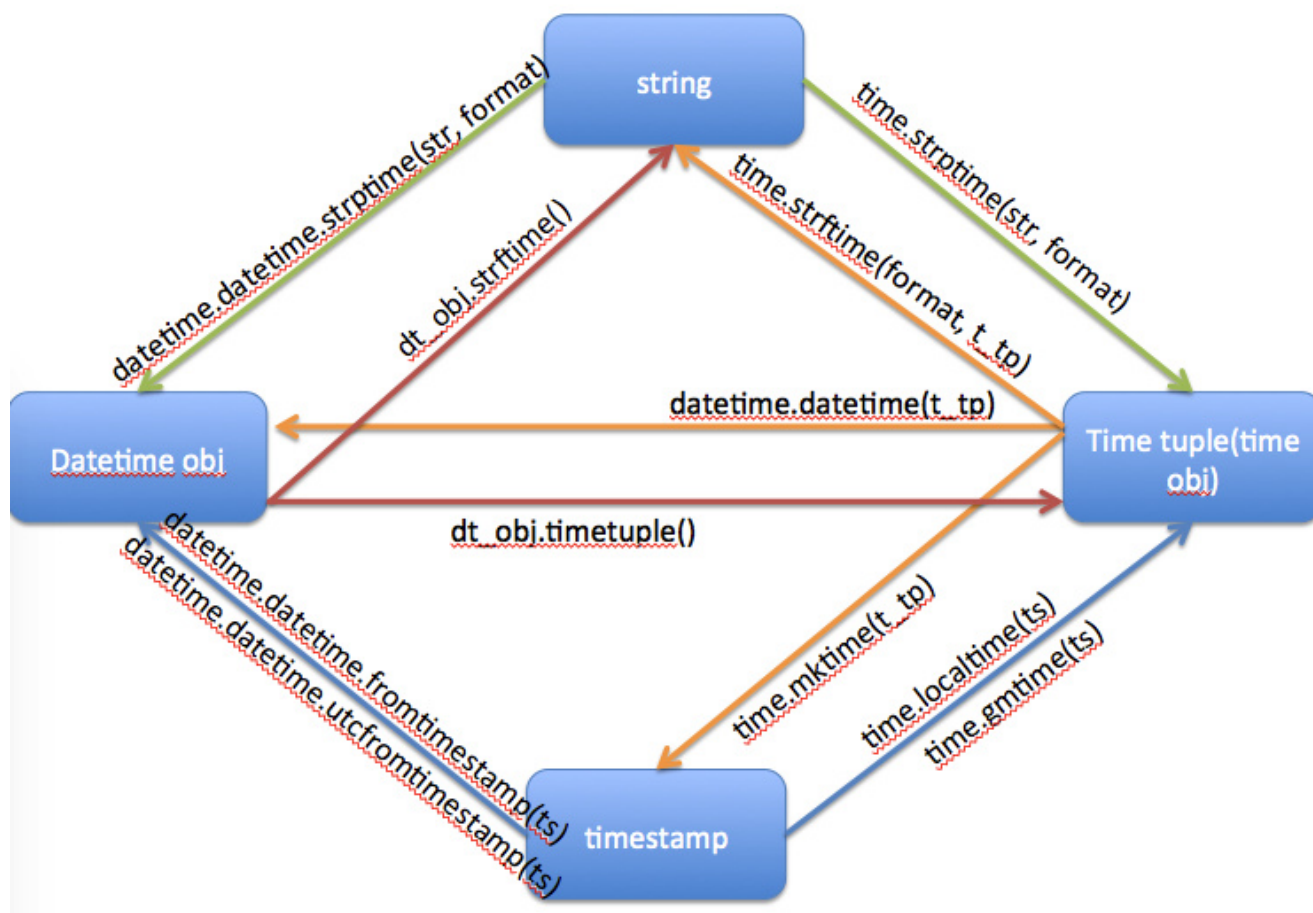 string
datetime.datetime.strptime(str, format)
time.strptime(str, format)
dt_obj.strftime()
time.strftime(format, t_tp)
datetime.datetime(t_tp)
Datetime obj
Time tuple(time
obj)
dt_obj.timetuple()
datetime.datetime.fromtimestamp(ts)
datetime.datetime.utcfromtimestamp(ts)
time.mktime(t_tp)
time.localtime(ts)
time.gmtime(ts)
timestamp